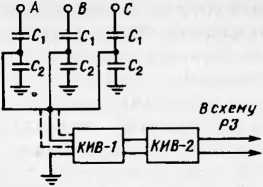 A B C
C₁ C₁ C₁
C₂ C₂ C₂
В схему
РЗ
КИВ-1 КИВ-2